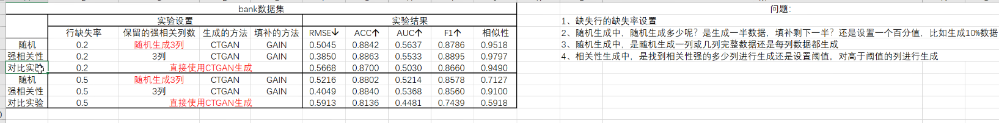 bank数据集 问题：
实验设置 实验结果 1、缺失行的缺失率设置
行缺失率 保留的强相关列数 生成的方法 填补的方法 RMSE↓ ACC↑ AUC↑ F1↑ 相似性 2、随机生成中，随机生成多少呢？是生成一半数据，填补剩下一半？还是设置一个百分值，比如生成10%数据
随机 0.2 随机生成3列 CTGAN GAIN 0.5045 0.8842 0.5637 0.8786 0.9518 3、随机生成中，是随机生成一列或几列完整数据还是每列数据都生成
强相关性 0.2 3列 CTGAN GAIN 0.3850 0.8863 0.5533 0.8895 0.9797 4、相关性生成中，是找到相关性强的多少列进行生成还是设置阈值，对高于阈值的列进行生成
对比实验 0.2 直接使用CTGAN生成 0.5668 0.8700 0.5030 0.8660 0.9490
随机 0.5 随机生成3列 CTGAN GAIN 0.5216 0.8802 0.5214 0.8578 0.7127
强相关性 0.5 3列 CTGAN GAIN 0.4049 0.8840 0.5368 0.8560 0.9100
对比实验 0.5 直接使用CTGAN生成 0.5913 0.8136 0.4481 0.7439 0.5918